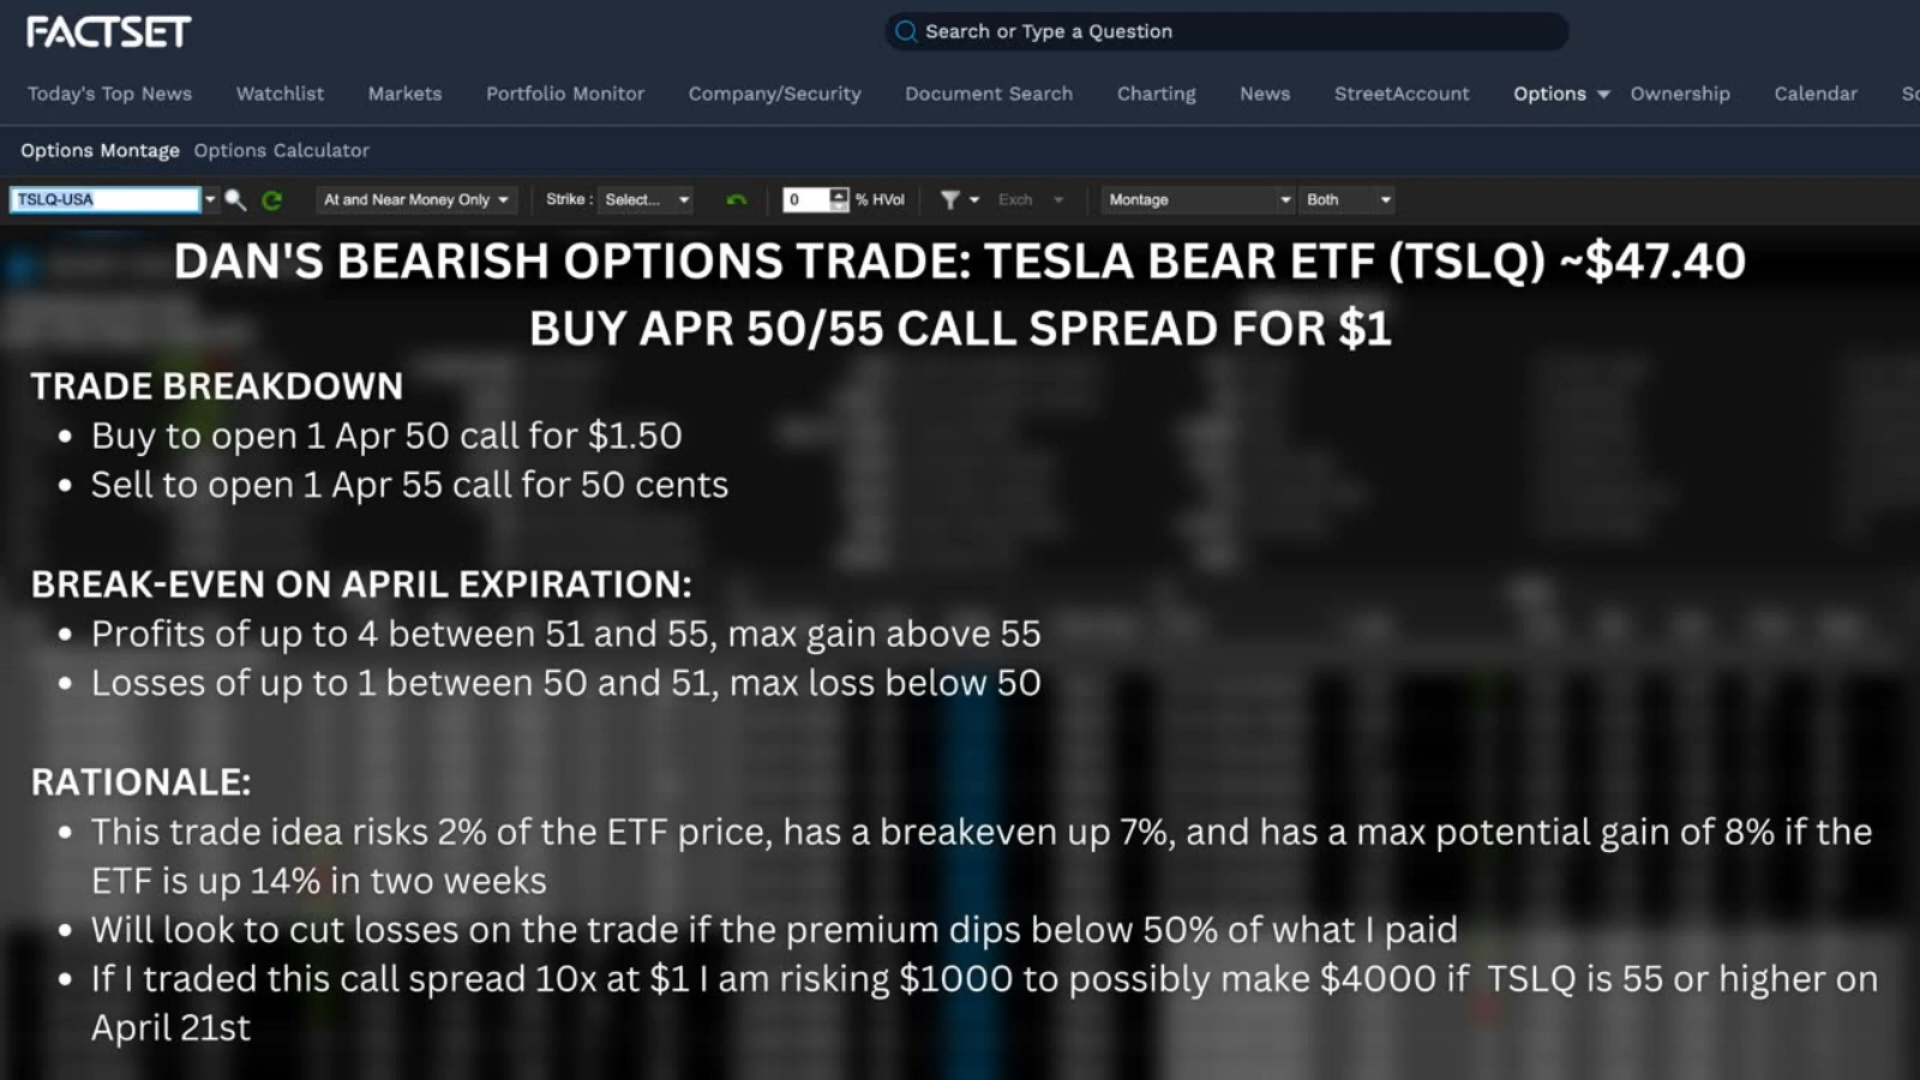 FACTSET
Search or Type a Question
Today's Top News Watchlist Markets Portfolio Monitor Company/Security Document Search Charting News StreetAccount Options Ownership Calendar Sc
Options Montage Options Calculator
TSLQ-USA At and Near Money Only Strike : Select... 0 % HVol Exch Montage Both
DAN'S BEARISH OPTIONS TRADE: TESLA BEAR ETF (TSLQ) ~$47.40
BUY APR 50/55 CALL SPREAD FOR $1
TRADE BREAKDOWN
• Buy to open 1 Apr 50 call for $1.50
• Sell to open 1 Apr 55 call for 50 cents
BREAK-EVEN ON APRIL EXPIRATION:
• Profits of up to 4 between 51 and 55, max gain above 55
• Losses of up to 1 between 50 and 51, max loss below 50
RATIONALE:
• This trade idea risks 2% of the ETF price, has a breakeven up 7%, and has a max potential gain of 8% if the
ETF is up 14% in two weeks
• Will look to cut losses on the trade if the premium dips below 50% of what I paid
• If I traded this call spread 10x at $1 I am risking $1000 to possibly make $4000 if TSLQ is 55 or higher on
April 21st